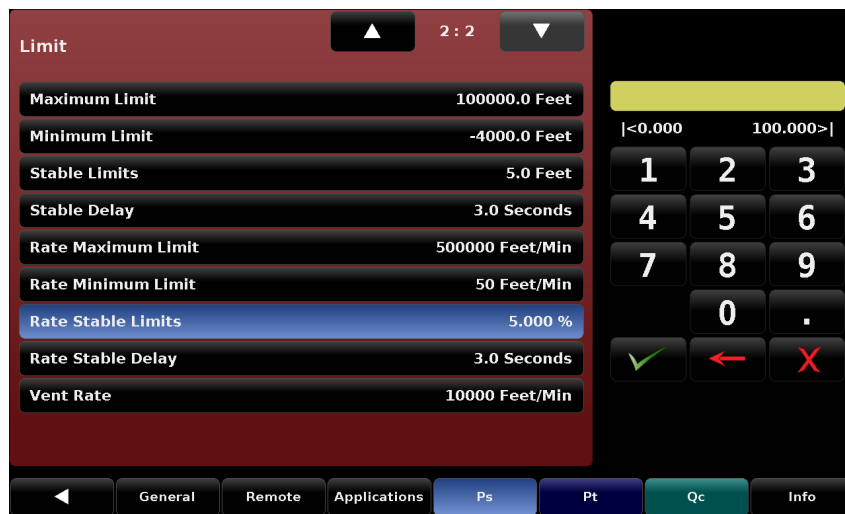 Limit
2 : 2
Maximum Limit 100000.0 Feet
Minimum Limit -4000.0 Feet
Stable Limits 5.0 Feet
Stable Delay 3.0 Seconds
Rate Maximum Limit 500000 Feet/Min
Rate Minimum Limit 50 Feet/Min
Rate Stable Limits 5.000 %
Rate Stable Delay 3.0 Seconds
Vent Rate 10000 Feet/Min
|<0.000 100.000>|
1 2 3
4 5 6
7 8 9
0 .
X
General Remote Applications Ps Pt Qc Info